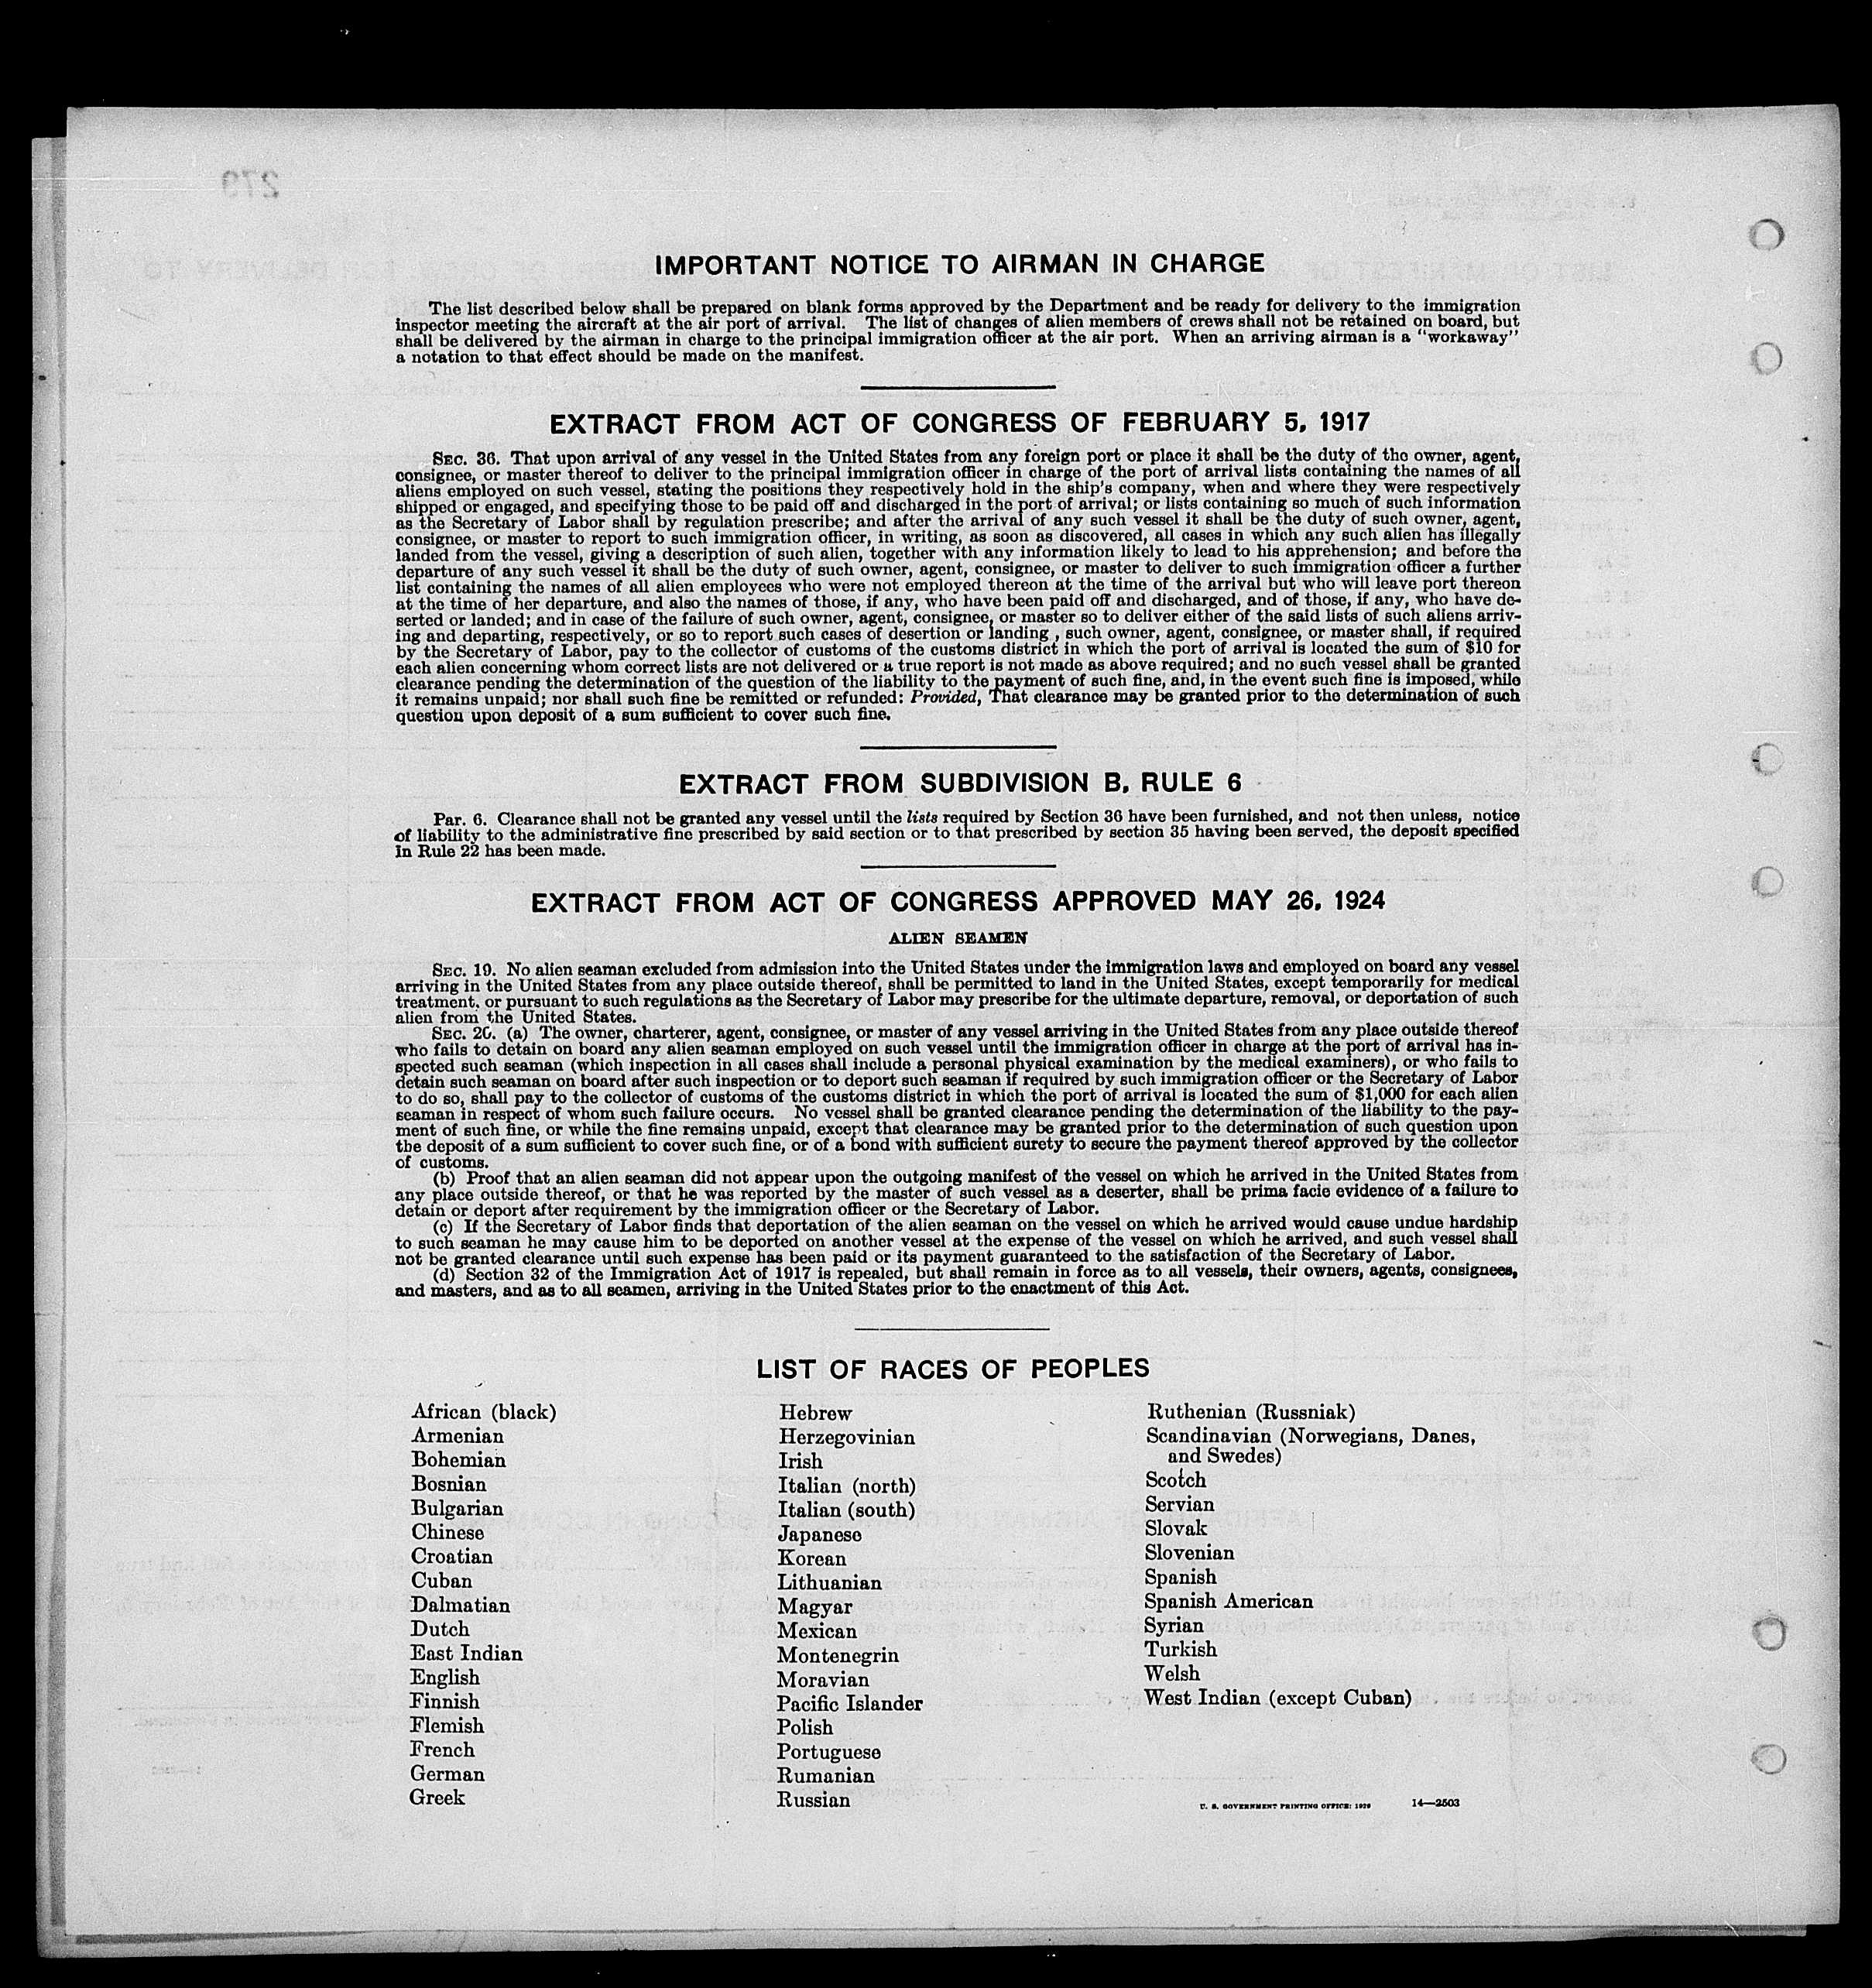 279
IMPORTANT NOTICE TO AIRMAN IN CHARGE
The list described below shall be prepared on blank forms approved by the Department and be ready for delivery to the immigration
inspector meeting the aircraft at the air port of arrival. The list of changes of alien members of crews shall not be retained on board, but
shall be delivered by the airman in charge to the principal immigration officer at the air port. When an arriving airman is a "workaway"
a notation to that effect should be made on the manifest.
EXTRACT FROM ACT OF CONGRESS OF FEBRUARY 5, 1917
SEC. 36. That upon arrival of any vessel in the United States from any foreign port or place it shall be the duty of the owner, agent,
consignee, or master thereof to deliver to the principal immigration officer in charge of the port of arrival lists containing the names of all
aliens employed on such vessel, stating the positions they respectively hold in the ship's company, when and where they were respectively
shipped or engaged, and specifying those to be paid off and discharged in the port of arrival; or lists containing so much of such information
as the Secretary of Labor shall by regulation prescribe; and after the arrival of any such vessel it shall be the duty of such owner, agent,
consignee, or master to report to such immigration officer, in writing, as soon as discovered, all cases in which any such alien has illegally
landed from the vessel, giving a description of such alien, together with any information likely to lead to his apprehension; and before the
departure of any such vessel it shall be the duty of such owner, agent, consignee, or master to deliver to such immigration officer a further
list containing the names of all alien employees who were not employed thereon at the time of the arrival but who will leave port thereon
at the time of her departure, and also the names of those, if any, who have been paid off and discharged, and of those, if any, who have de-
serted or landed; and in case of the failure of such owner, agent, consignee, or master so to deliver either of the said lists of such aliens arriv-
ing and departing, respectively, or so to report such cases of desertion or landing , such owner, agent, consignee, or master shall, if required
by the Secretary of Labor, pay to the collector of customs of the customs district in which the port of arrival is located the sum of $10 for
each alien concerning whom correct lists are not delivered or a true report is not made as above required; and no such vessel shall be granted
clearance pending the determination of the question of the liability to the payment of such fine, and, in the event such fine is imposed, while
it remains unpaid; nor shall such fine be remitted or refunded: Provided, That clearance may be granted prior to the determination of such
question upon deposit of a sum sufficient to cover such fine.
EXTRACT FROM SUBDIVISION B, RULE 6
Par. 6. Clearance shall not be granted any vessel until the lists required by Section 36 have been furnished, and not then unless, notice
of liability to the administrative fine prescribed by said section or to that prescribed by section 35 having been served, the deposit specified
in Rule 22 has been made.
EXTRACT FROM ACT OF CONGRESS APPROVED MAY 26, 1924
ALIEN SEAMEN
SEC. 19. No alien seaman excluded from admission into the United States under the immigration laws and employed on board any vessel
arriving in the United States from any place outside thereof, shall be permitted to land in the United States, except temporarily for medical
treatment, or pursuant to such regulations as the Secretary of Labor may prescribe for the ultimate departure, removal, or deportation of such
alien from the United States.
SEC. 20. (a) The owner, charterer, agent, consignee, or master of any vessel arriving in the United States from any place outside thereof
who fails to detain on board any alien seaman employed on such vessel until the immigration officer in charge at the port of arrival has in-
spected such seaman (which inspection in all cases shall include a personal physical examination by the medical examiners), or who fails to
detain such seaman on board after such inspection or to deport such seaman if required by such immigration officer or the Secretary of Labor
to do so, shall pay to the collector of customs of the customs district in which the port of arrival is located the sum of $1,000 for each alien
seaman in respect of whom such failure occurs. No vessel shall be granted clearance pending the determination of the liability to the pay-
ment of such fine, or while the fine remains unpaid, except that clearance may be granted prior to the determination of such question upon
the deposit of a sum sufficient to cover such fine, or of a bond with sufficient surety to secure the payment thereof approved by the collector
of customs.
(b) Proof that an alien seaman did not appear upon the outgoing manifest of the vessel on which he arrived in the United States from
any place outside thereof, or that he was reported by the master of such vessel as a deserter, shall be prima facie evidence of a failure to
detain or deport after requirement by the immigration officer or the Secretary of Labor.
(c) If the Secretary of Labor finds that deportation of the alien seaman on the vessel on which he arrived would cause undue hardship
to such seaman he may cause him to be deported on another vessel at the expense of the vessel on which he arrived, and such vessel shall
not be granted clearance until such expense has been paid or its payment guaranteed to the satisfaction of the Secretary of Labor.
(d) Section 32 of the Immigration Act of 1917 is repealed, but shall remain in force as to all vessels, their owners, agents, consignees,
and masters, and as to all seamen, arriving in the United States prior to the enactment of this Act.
LIST OF RACES OF PEOPLES
African (black)
Armenian
Bohemian
Bosnian
Bulgarian
Chinese
Croatian
Cuban
Dalmatian
Dutch
East Indian
English
Finnish
Flemish
French
German
Greek
Hebrew
Herzegovinian
Irish
Italian (north)
Italian (south)
Japanese
Korean
Lithuanian
Magyar
Mexican
Montenegrin
Moravian
Pacific Islander
Polish
Portuguese
Rumanian
Russian
Ruthenian (Russniak)
Scandinavian (Norwegians, Danes,
and Swedes)
Scotch
Servian
Slovak
Slovenian
Spanish
Spanish American
Syrian
Turkish
Welsh
West Indian (except Cuban)
U. S. GOVERNMENT PRINTING OFFICE: 1929 14—2503